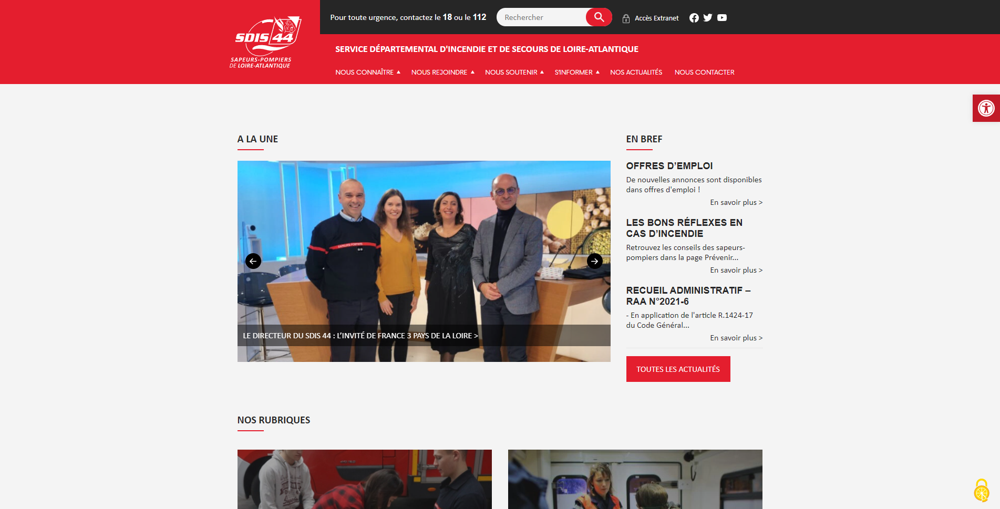 SDIS 44
SAPEURS-POMPIERS
DE LOIRE-ATLANTIQUE
Pour toute urgence, contactez le 18 ou le 112
Rechercher
Accès Extranet
SERVICE DÉPARTEMENTAL D'INCENDIE ET DE SECOURS DE LOIRE-ATLANTIQUE
NOUS CONNAÎTRE
NOUS REJOINDRE
NOUS SOUTENIR
S'INFORMER
NOS ACTUALITÉS
NOUS CONTACTER
A LA UNE
SAPEURS-POMPIERS
LE DIRECTEUR DU SDIS 44 : L’INVITÉ DE FRANCE 3 PAYS DE LA LOIRE >
EN BREF
OFFRES D’EMPLOI
De nouvelles annonces sont disponibles
dans offres d'emploi !
En savoir plus >
LES BONS RÉFLEXES EN
CAS D’INCENDIE
Retrouvez les conseils des sapeurs-
pompiers dans la page Prévenir...
En savoir plus >
RECUEIL ADMINISTRATIF –
RAA N°2021-6
- En application de l'article R.1424-17
du Code Général...
En savoir plus >
TOUTES LES ACTUALITÉS
NOS RUBRIQUES